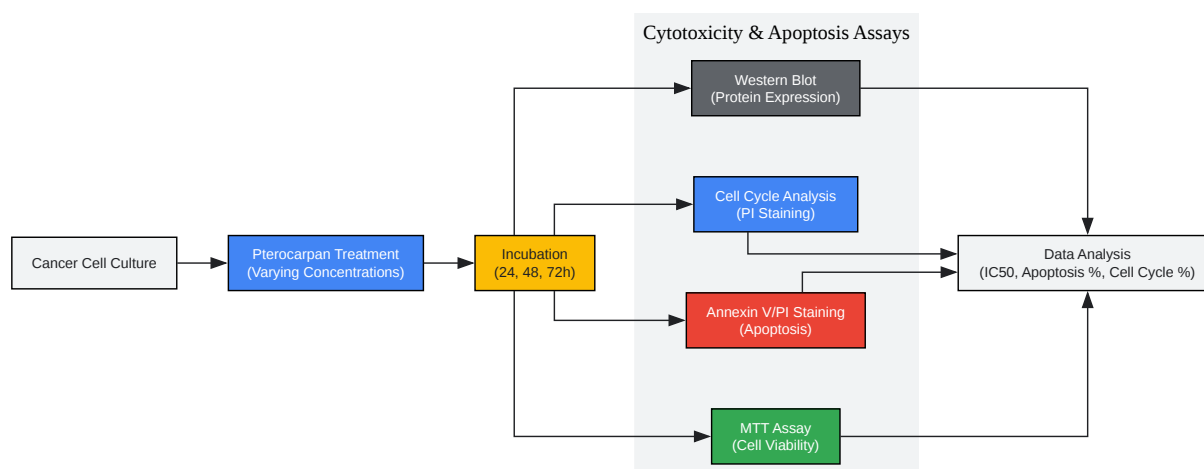 Cytotoxicity & Apoptosis Assays
Western Blot
(Protein Expression)
Cell Cycle Analysis
(PI Staining)
Cancer Cell Culture
Pterocarpan Treatment
(Varying Concentrations)
Incubation
(24, 48, 72h)
Data Analysis
(IC50, Apoptosis %, Cell Cycle %)
Annexin V/PI Staining
(Apoptosis)
MTT Assay
(Cell Viability)